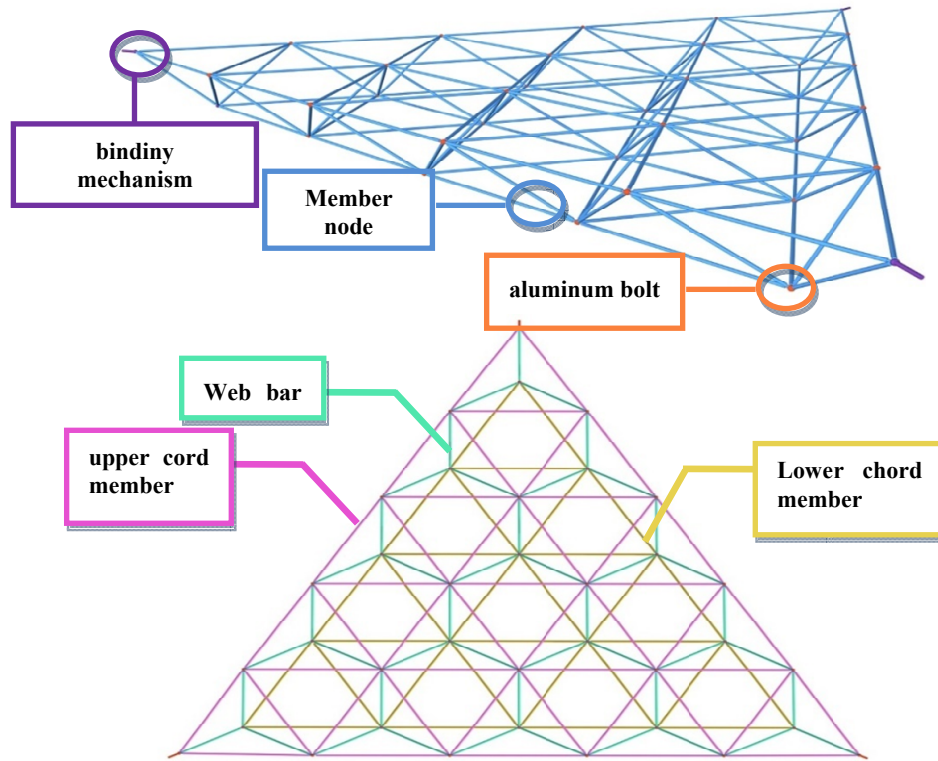 bindiny
mechanism
Member
node
aluminum bolt
Web bar
upper cord
member
Lower chord
member